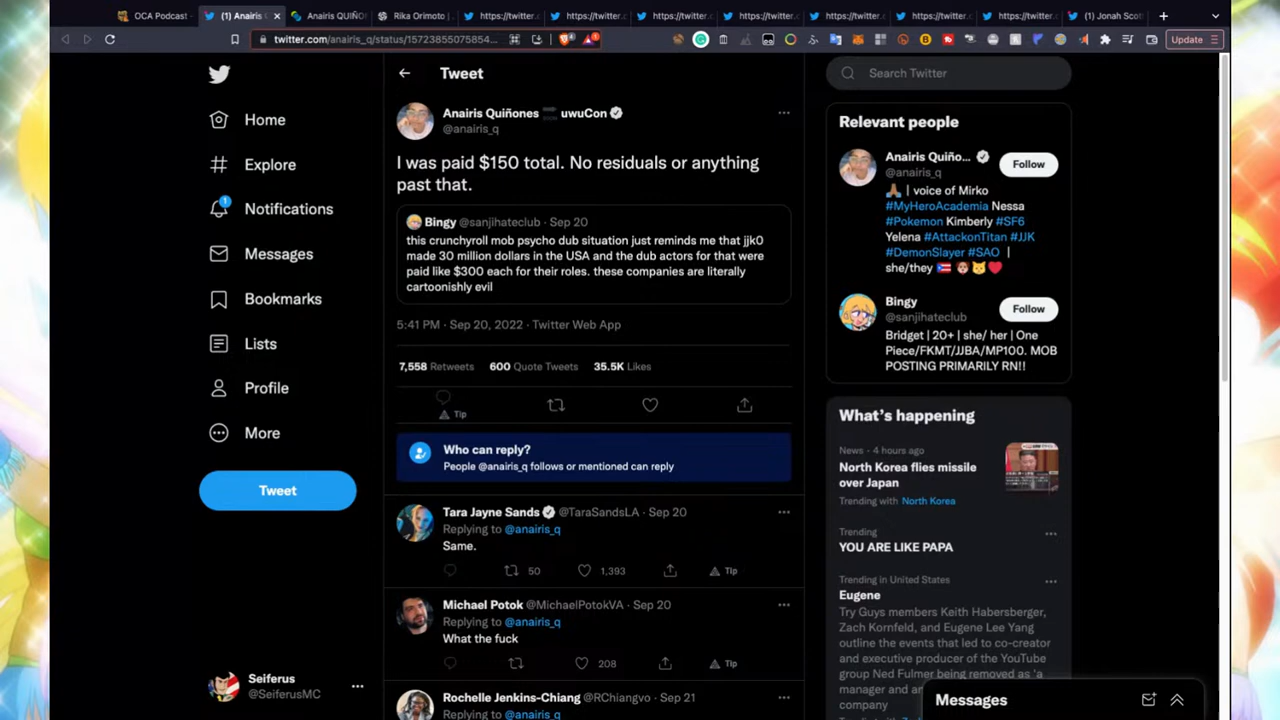 OCA Podcast
(1) Anairis
Anairis QUIÑO
Rika Orimoto
https://twitter.c
https://twitter.c
https://twitter.c
https://twitter.c
https://twitter.c
https://twitter.c
https://twitter.c
(1) Jonah Scot
twitter.com/anairis_q/status/15723855075854...
Update
Home
Explore
1
Notifications
Messages
Bookmarks
Lists
Profile
More
Tweet
Seiferus
@SeiferusMC
Tweet
Anairis Quiñones uwuCon
@anairis_q
I was paid $150 total. No residuals or anything
past that.
Bingy @sanjihateclub · Sep 20
this crunchyroll mob psycho dub situation just reminds me that jjk0
made 30 million dollars in the USA and the dub actors for that were
paid like $300 each for their roles. these companies are literally
cartoonishly evil
5:41 PM · Sep 20, 2022 · Twitter Web App
7,558 Retweets 600 Quote Tweets 35.5K Likes
Tip
Who can reply?
People @anairis_q follows or mentioned can reply
Tara Jayne Sands @TaraSandsLA · Sep 20
Replying to @anairis_q
Same.
50 1,393 Tip
Michael Potok @MichaelPotokVA · Sep 20
Replying to @anairis_q
What the fuck
208 Tip
Rochelle Jenkins-Chiang @RChiangvo · Sep 21
Replying to @anairis_q
Search Twitter
Relevant people
Anairis Quiño...
@anairis_q
Follow
| voice of Mirko
#MyHeroAcademia Nessa
#Pokemon Kimberly #SF6
Yelena #AttackonTitan #JJK
#DemonSlayer #SAO |
she/they
Bingy
@sanjihateclub
Follow
Bridget | 20+ | she/ her | One
Piece/FKMT/JJBA/MP100. MOB
POSTING PRIMARILY RN!!
What's happening
News · 4 hours ago
North Korea flies missile
over Japan
Trending with North Korea
Trending
YOU ARE LIKE PAPA
Trending in United States
Eugene
Try Guys members Keith Habersberger,
Zach Kornfeld, and Eugene Lee Yang
outline the events that led to co-creator
and executive producer of the YouTube
group Ned Fulmer being removed as 'a
manager and
company
Messages